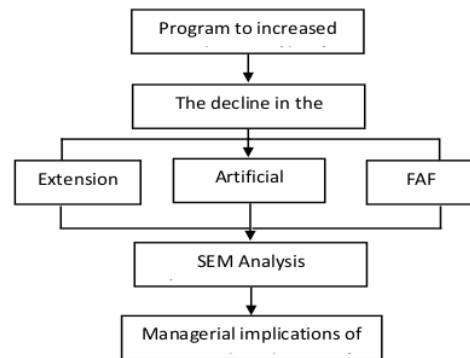 Program to increased
The decline in the
Extension
Artificial
FAF
SEM Analysis
Managerial implications of